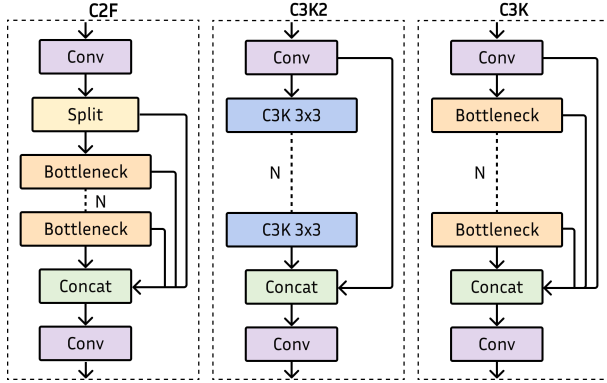 C2F
Conv
Split
Bottleneck
N
Bottleneck
Concat
Conv
C3K2
Conv
C3K 3x3
N
C3K 3x3
Concat
Conv
C3K
Conv
Bottleneck
N
Bottleneck
Concat
Conv